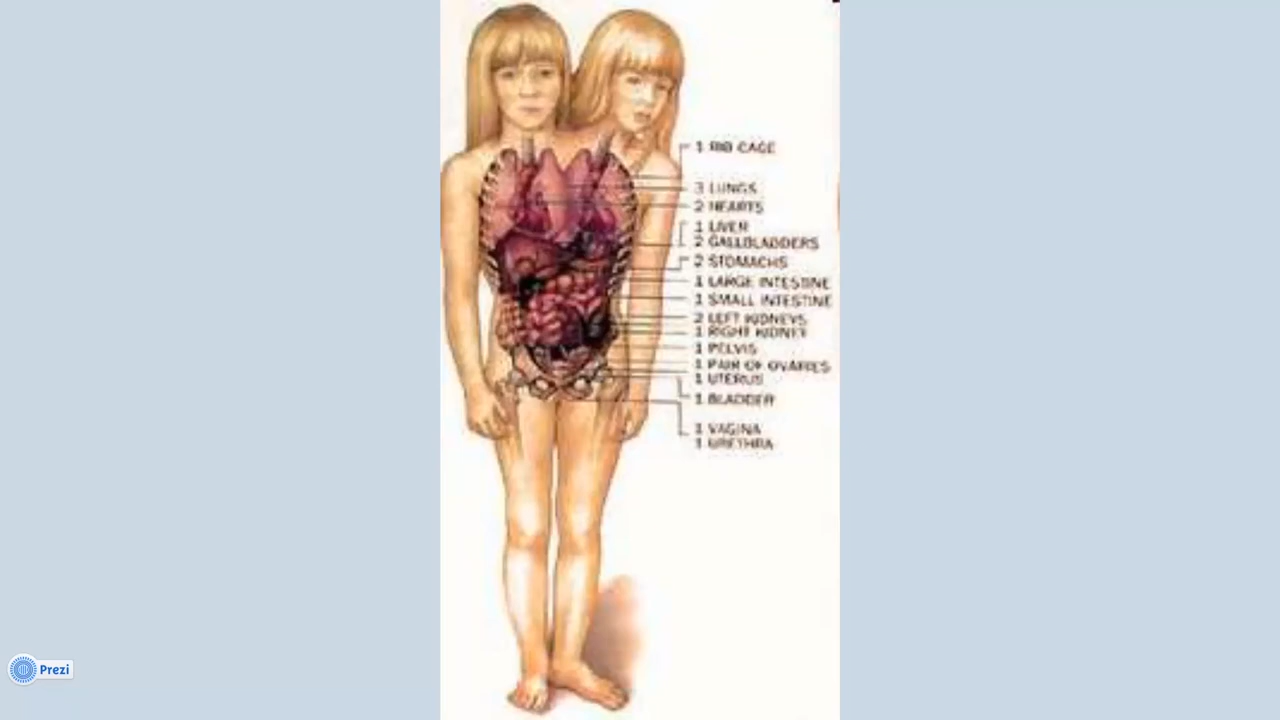 1 RIB CAGE
3 LUNGS
2 HEARTS
1 LIVER
2 GALLBLADDERS
2 STOMACHS
1 LARGE INTESTINE
1 SMALL INTESTINE
2 LEFT KIDNEYS
1 RIGHT KIDNEY
1 PELVIS
1 PAIR OF OVARIES
1 UTERUS
1 BLADDER
1 VAGINA
1 URETHRA
Prezi